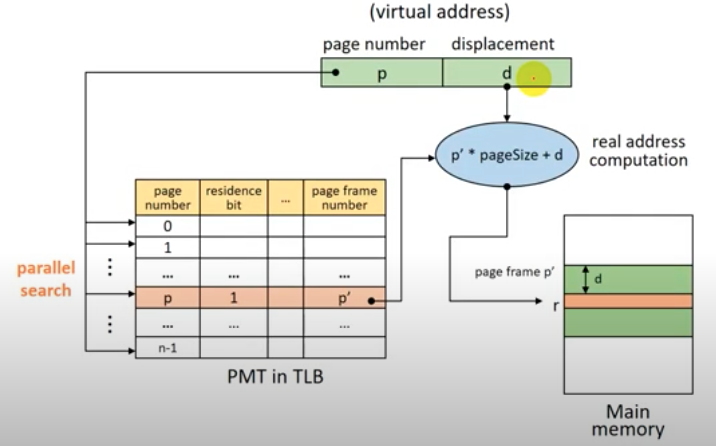 (virtual address)
page number displacement
p d
p' * pageSize + d
real address
computation
page
number
residence
bit
...
page frame
number
0
1
... ... ...
p 1 p'
... ... ...
n-1
parallel
search
PMT in TLB
page frame p'
d
r
Main
memory